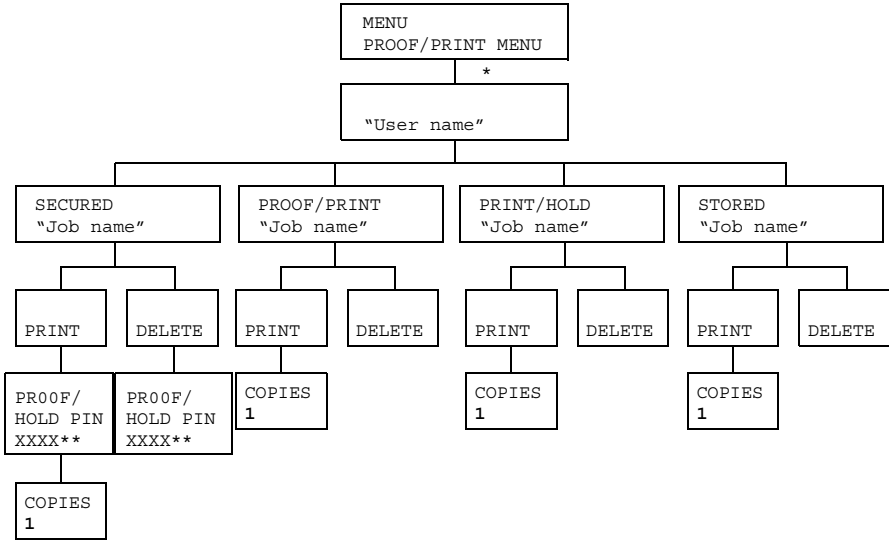 MENU
PROOF/PRINT MENU
*
“User name”
SECURED
“Job name”
PROOF/PRINT
“Job name”
PRINT/HOLD
“Job name”
STORED
“Job name”
PRINT
DELETE
PRINT
DELETE
PRINT
DELETE
PRINT
DELETE
PR00F/
HOLD PIN
XXXX**
PR00F/
HOLD PIN
XXXX**
COPIES
1
COPIES
1
COPIES
1
COPIES
1